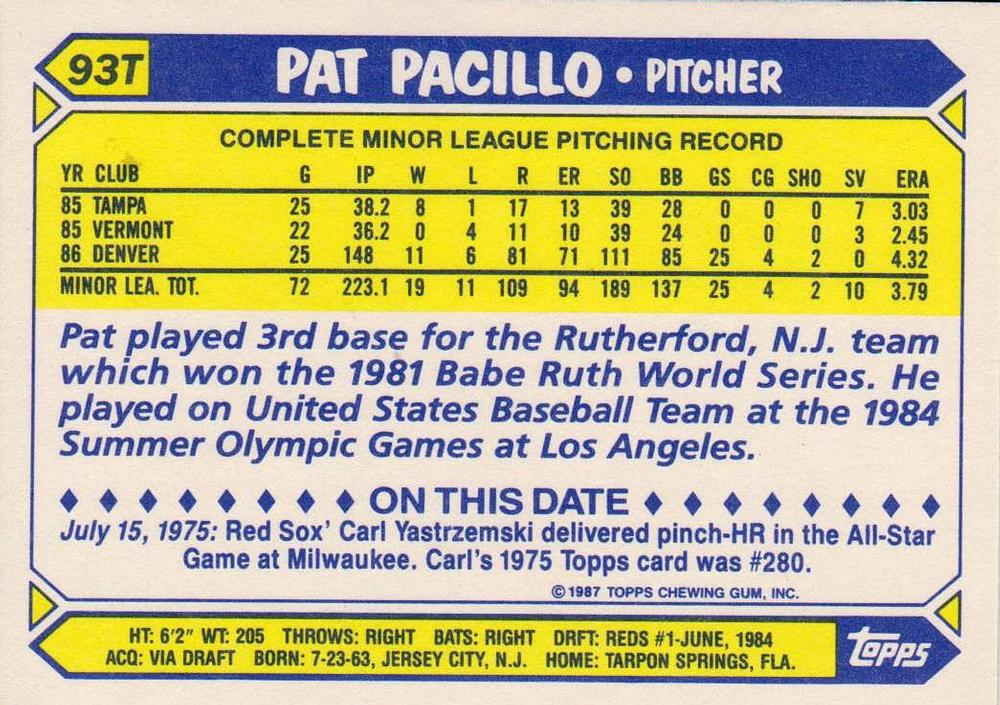 93T PAT PACILLO • PITCHER
COMPLETE MINOR LEAGUE PITCHING RECORD
YR CLUB G IP W L R ER SO BB GS CG SHO SV ERA
85 TAMPA 25 38.2 8 1 17 13 39 28 0 0 0 7 3.03
85 VERMONT 22 36.2 0 4 11 10 39 24 0 0 0 3 2.45
86 DENVER 25 148 11 6 81 71 111 85 25 4 2 0 4.32
MINOR LEA. TOT. 72 223.1 19 11 109 94 189 137 25 4 2 10 3.79
Pat played 3rd base for the Rutherford, N.J. team
which won the 1981 Babe Ruth World Series. He
played on United States Baseball Team at the 1984
Summer Olympic Games at Los Angeles.
ON THIS DATE
July 15, 1975: Red Sox' Carl Yastrzemski delivered pinch-HR in the All-Star
Game at Milwaukee. Carl's 1975 Topps card was #280.
©1987 TOPPS CHEWING GUM, INC.
HT: 6'2" WT: 205 THROWS: RIGHT BATS: RIGHT DRFT: REDS #1-JUNE, 1984
ACQ: VIA DRAFT BORN: 7-23-63, JERSEY CITY, N.J. HOME: TARPON SPRINGS, FLA.
topps